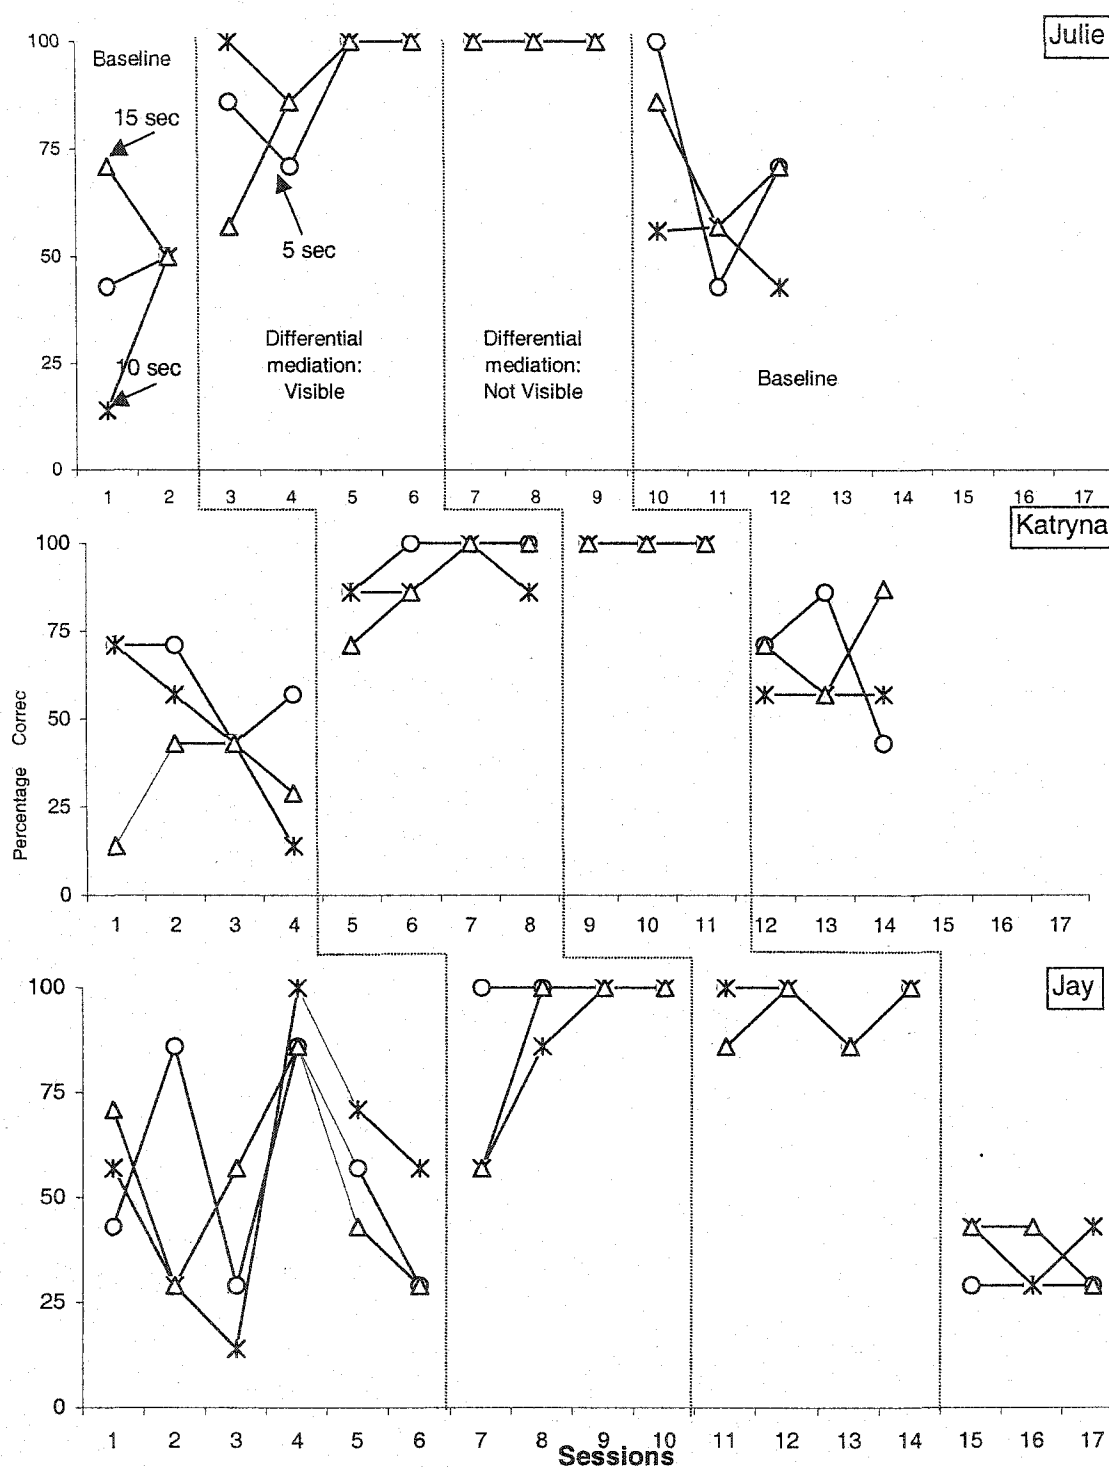 Julie
100
Baseline
15 sec
75
5 sec
50
10 sec
25
Differential
mediation:
Visible
Differential
mediation:
Not Visible
Baseline
0
1 2 3 4 5 6 7 8 9 10 11 12 13 14 15 16 17
Katryna
100
75
50
25
0
Percentage Correc
1 2 3 4 5 6 7 8 9 10 11 12 13 14 15 16 17
Jay
100
75
50
25
0
1 2 3 4 5 6 7 8 9 10 11 12 13 14 15 16 17
Sessions